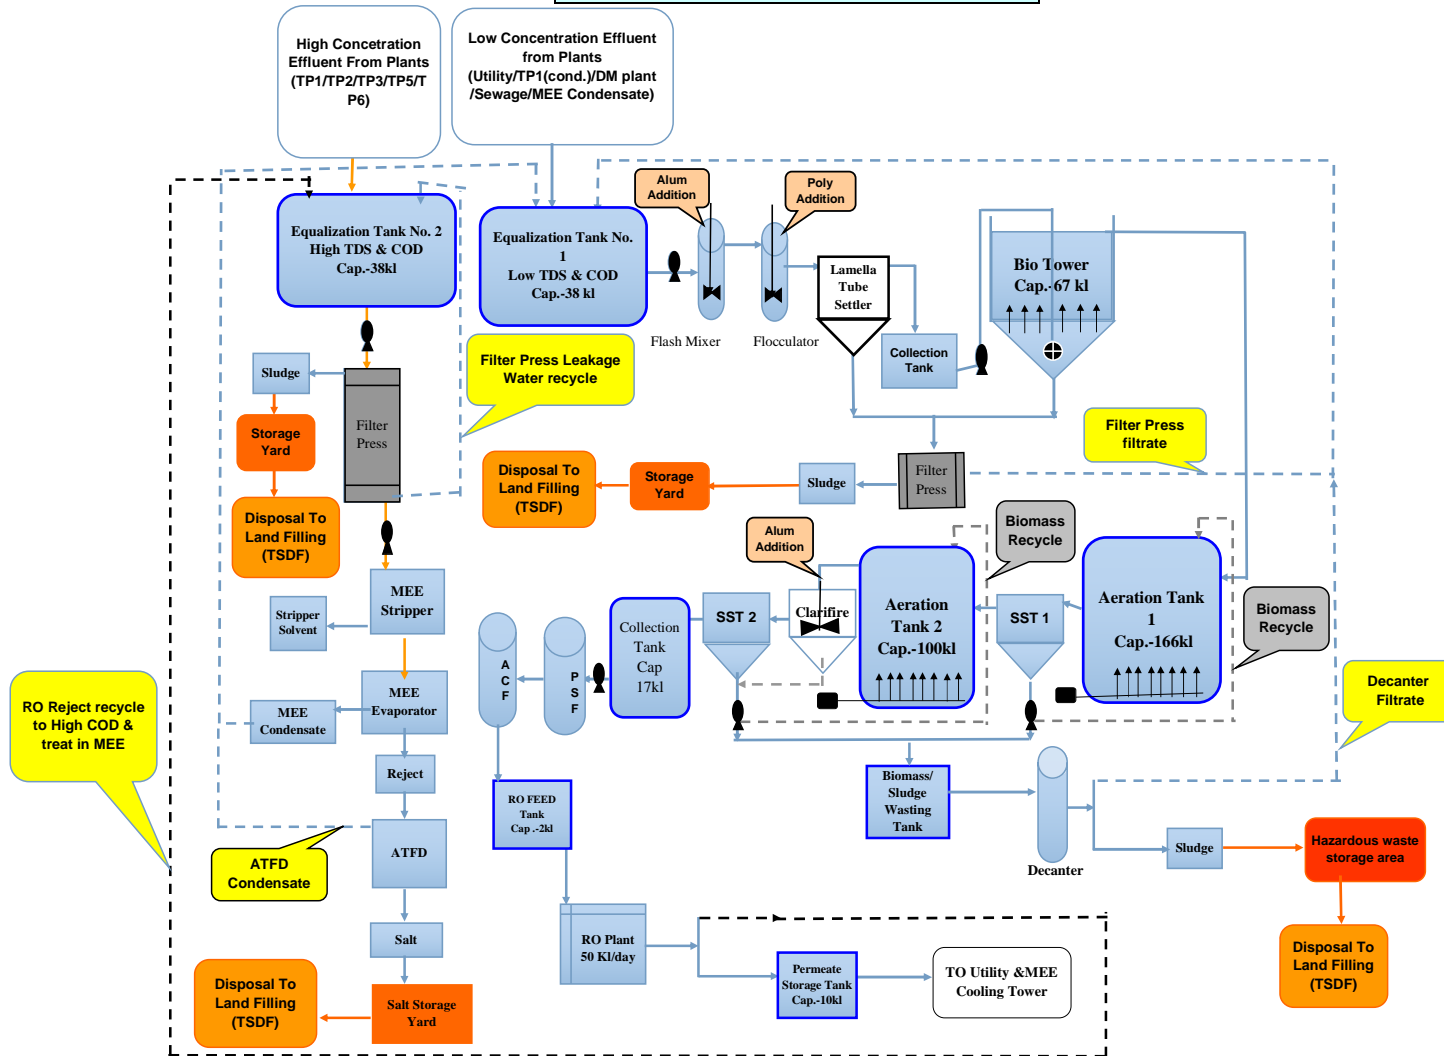 High Concetration
Effluent From Plants
(TP1/TP2/TP3/TP5/T
P6)
Low Concentration Effluent
from Plants
(Utility/TP1(cond.)/DM plant
/Sewage/MEE Condensate)
Alum
Addition
Poly
Addition
Equalization Tank No. 2
High TDS & COD
Cap.-38kl
Equalization Tank No.
1
Low TDS & COD
Cap.-38 kl
Lamella
Tube
Settler
Bio Tower
Cap.-67 kl
Flash Mixer
Flocculator
Collection
Tank
Sludge
Filter Press Leakage
Water recycle
Storage
Yard
Filter
Press
Filter Press
filtrate
Disposal To
Land Filling
(TSDF)
Disposal To
Land Filling
(TSDF)
Storage
Yard
Sludge
Filter
Press
Alum
Addition
Biomass
Recycle
MEE
Stripper
Stripper
Solvent
Collection
Tank
Cap
17kl
SST 2
Clarifire
Aeration
Tank 2
Cap.-100kl
SST 1
Aeration Tank
1
Cap.-166kl
Biomass
Recycle
A
C
F
P
S
F
RO Reject recycle
to High COD &
treat in MEE
MEE
Evaporator
MEE
Condensate
Decanter
Filtrate
Reject
RO FEED
Tank
Cap .-2kl
Biomass/
Sludge
Wasting
Tank
Decanter
Sludge
Hazardous waste
storage area
ATFD
ATFD
Condensate
Salt
RO Plant
50 Kl/day
Permeate
Storage Tank
Cap.-10kl
TO Utility &MEE
Cooling Tower
Disposal To
Land Filling
(TSDF)
Disposal To
Land Filling
(TSDF)
Salt Storage
Yard